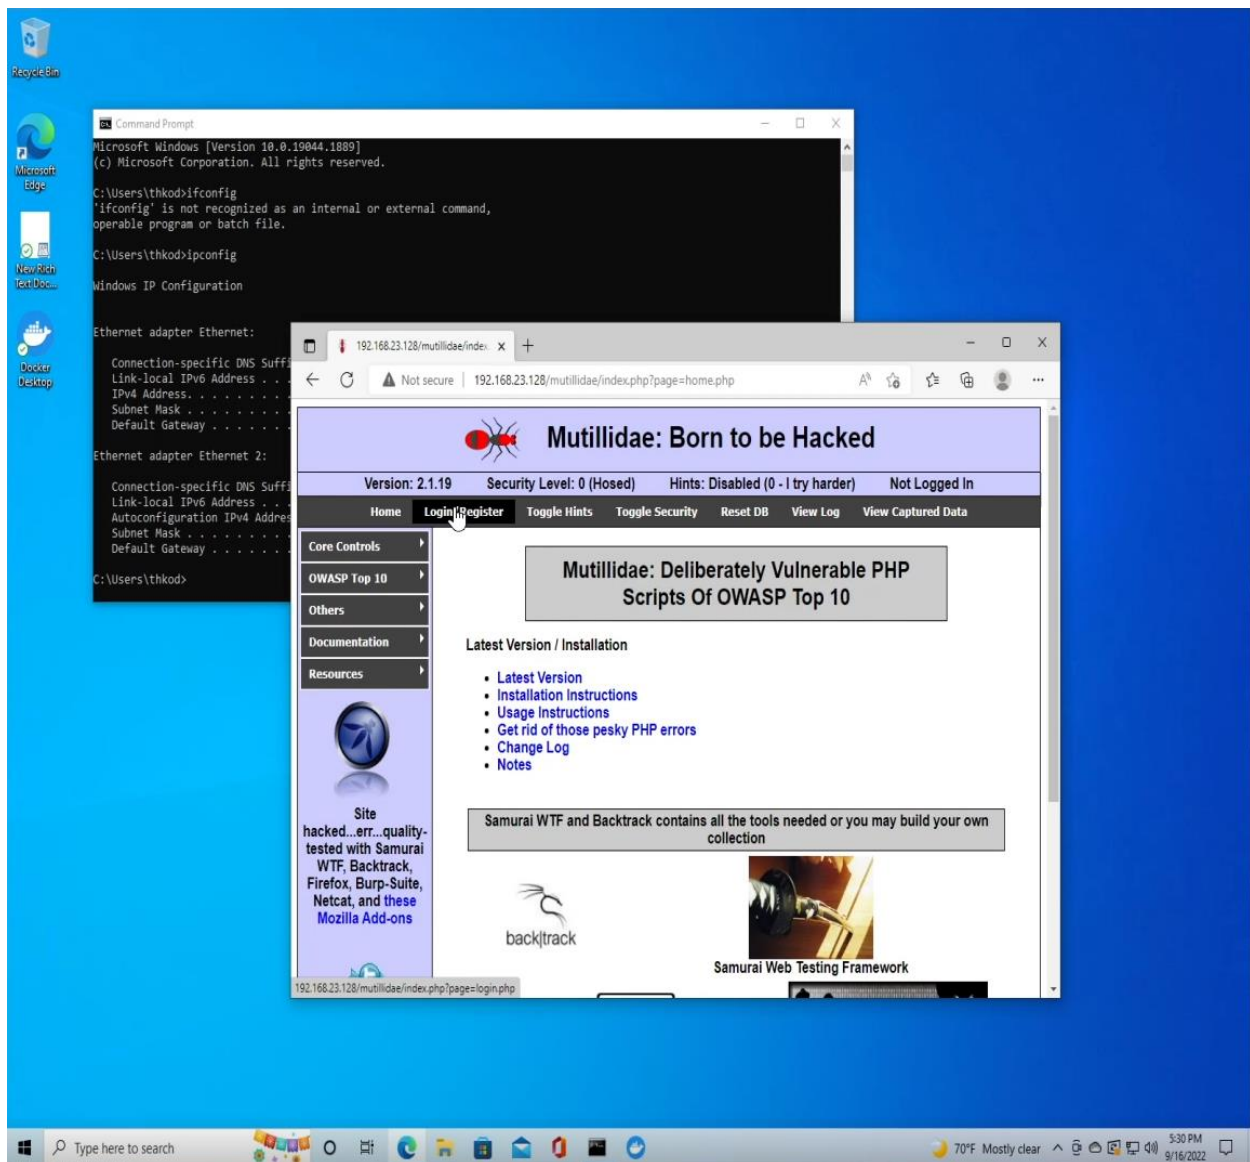 Recycle Bin
Microsoft
Edge
New Rich
Text Doc...
Docker
Desktop
Command Prompt
Microsoft Windows [Version 10.0.19044.1889]
(c) Microsoft Corporation. All rights reserved.
C:\Users\thkod>ifconfig
'ifconfig' is not recognized as an internal or external command,
operable program or batch file.
C:\Users\thkod>ipconfig
Windows IP Configuration
Ethernet adapter Ethernet:
Connection-specific DNS Suffi
Link-local IPv6 Address . . .
IPv4 Address. . . . . . . . .
Subnet Mask . . . . . . . . .
Default Gateway . . . . . . .
Ethernet adapter Ethernet 2:
Connection-specific DNS Suffi
Link-local IPv6 Address . . .
Autoconfiguration IPv4 Addres
Subnet Mask . . . . . . . . .
Default Gateway . . . . . . .
C:\Users\thkod>
192.168.23.128/mutillidae/index
Not secure | 192.168.23.128/mutillidae/index.php?page=home.php
Mutillidae: Born to be Hacked
Version: 2.1.19 Security Level: 0 (Hosed) Hints: Disabled (0 - I try harder) Not Logged In
Home Login/Register Toggle Hints Toggle Security Reset DB View Log View Captured Data
Core Controls
OWASP Top 10
Others
Documentation
Resources
Site
hacked...err...quality-
tested with Samurai
WTF, Backtrack,
Firefox, Burp-Suite,
Netcat, and these
Mozilla Add-ons
Mutillidae: Deliberately Vulnerable PHP
Scripts Of OWASP Top 10
Latest Version / Installation
• Latest Version
• Installation Instructions
• Usage Instructions
• Get rid of those pesky PHP errors
• Change Log
• Notes
Samurai WTF and Backtrack contains all the tools needed or you may build your own
collection
back|track
Samurai Web Testing Framework
192.168.23.128/mutillidae/index.php?page=login.php
Type here to search
70°F Mostly clear
5:30 PM
9/16/2022